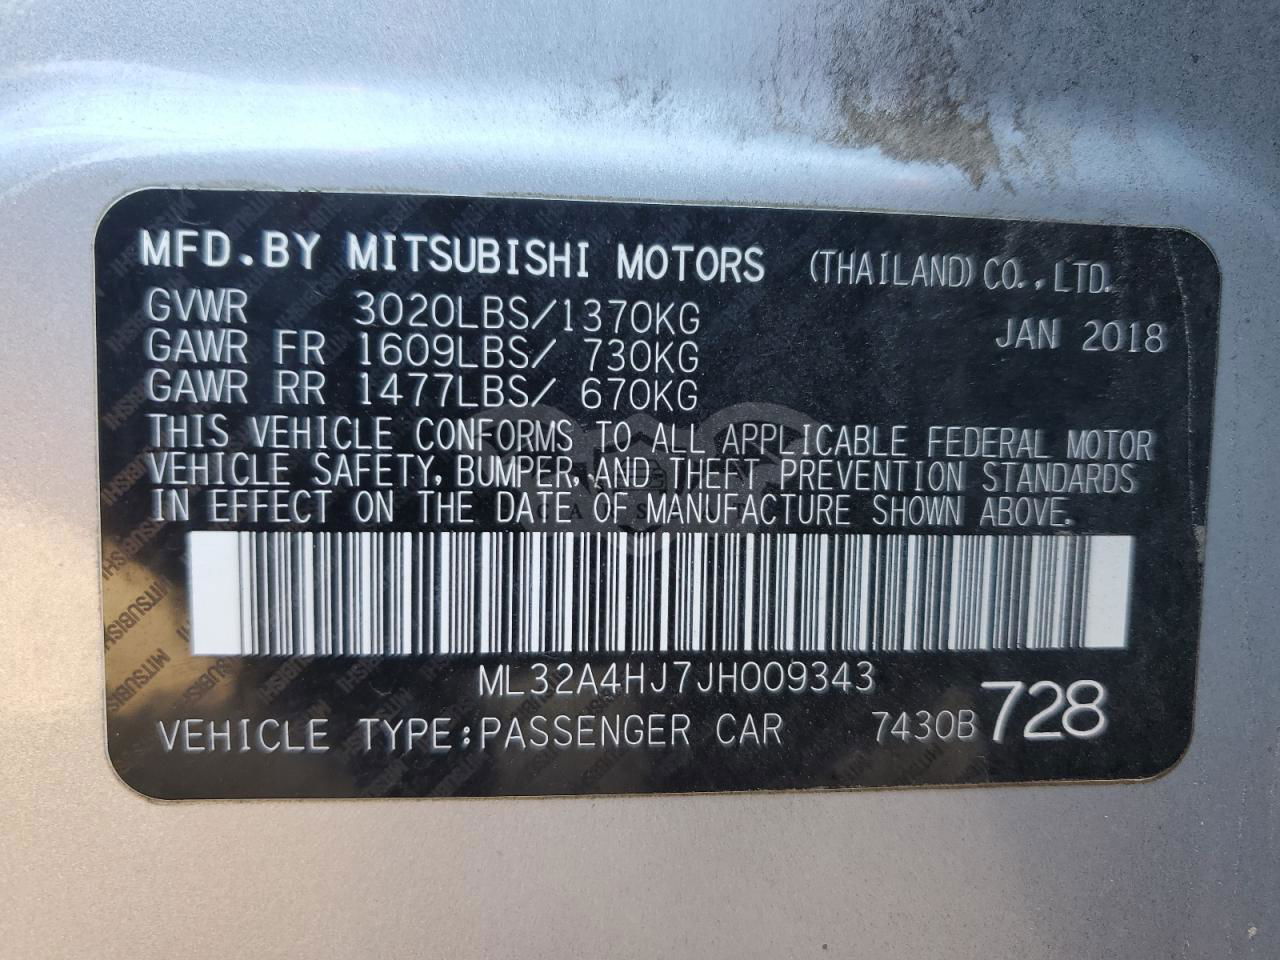 MFD.BY MITSUBISHI MOTORS (THAILAND) CO.,LTD.
GVWR 3020LBS/1370KG JAN 2018
GAWR FR 1609LBS/ 730KG
GAWR RR 1477LBS/ 670KG
THIS VEHICLE CONFORMS TO ALL APPLICABLE FEDERAL MOTOR
VEHICLE SAFETY, BUMPER, AND THEFT PREVENTION STANDARDS
IN EFFECT ON THE DATE OF MANUFACTURE SHOWN ABOVE.
ML32A4HJ7JH009343
VEHICLE TYPE:PASSENGER CAR 7430B 728